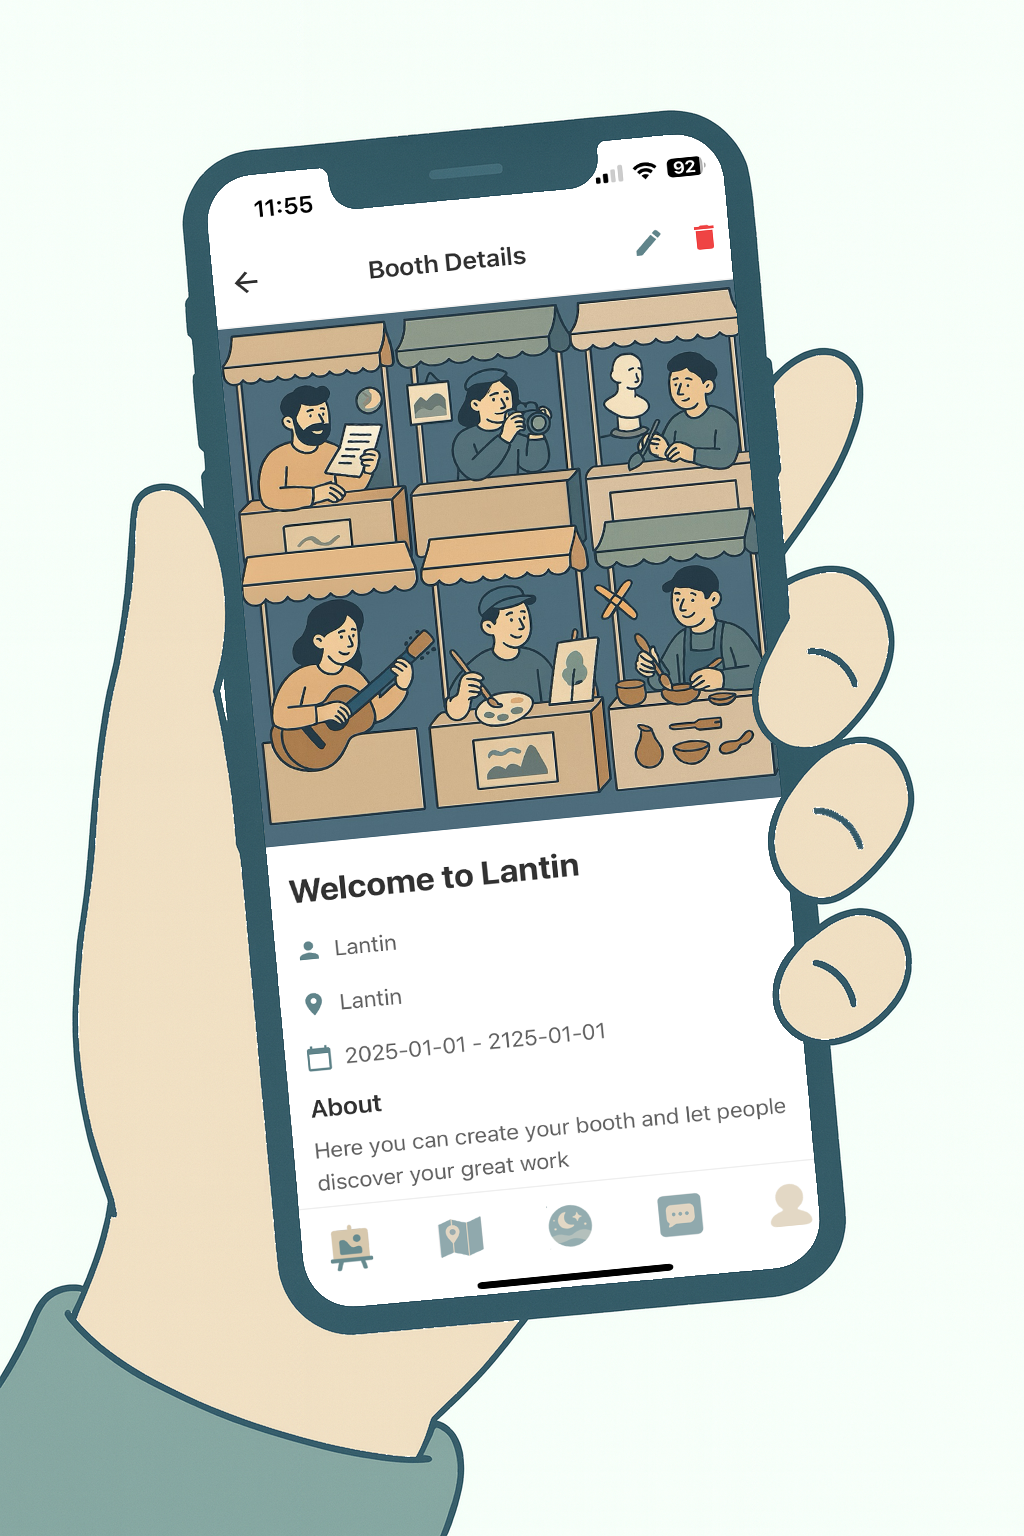 11:55
92
Booth Details
Welcome to Lantin
Lantin
Lantin
2025-01-01 - 2125-01-01
About
Here you can create your booth and let people
discover your great work